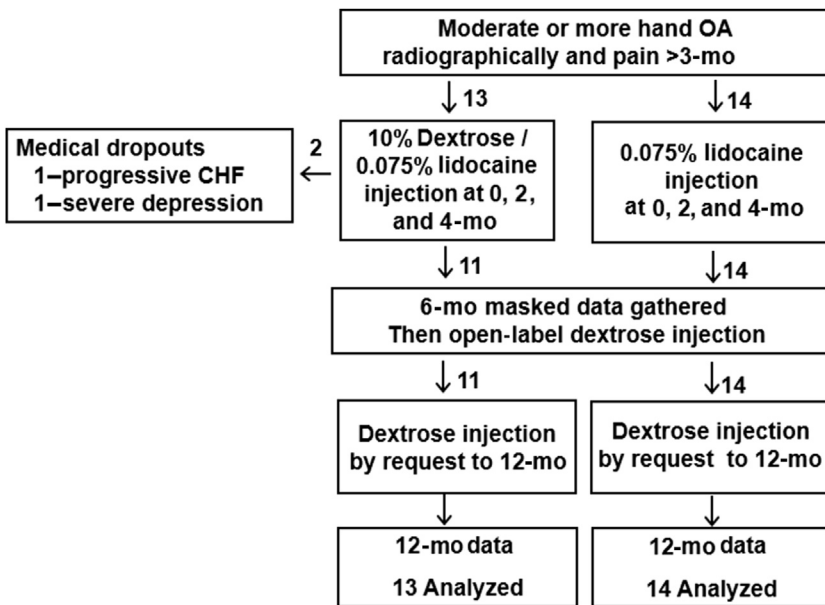 Moderate or more hand OA
radiographically and pain >3-mo
13
14
Medical dropouts
1–progressive CHF
1–severe depression
2
10% Dextrose /
0.075% lidocaine
injection at 0, 2,
and 4-mo
0.075% lidocaine
injection
at 0, 2, and 4-mo
11
14
6-mo masked data gathered
Then open-label dextrose injection
11
14
Dextrose injection
by request to 12-mo
Dextrose injection
by request to 12-mo
12-mo data
13 Analyzed
12-mo data
14 Analyzed